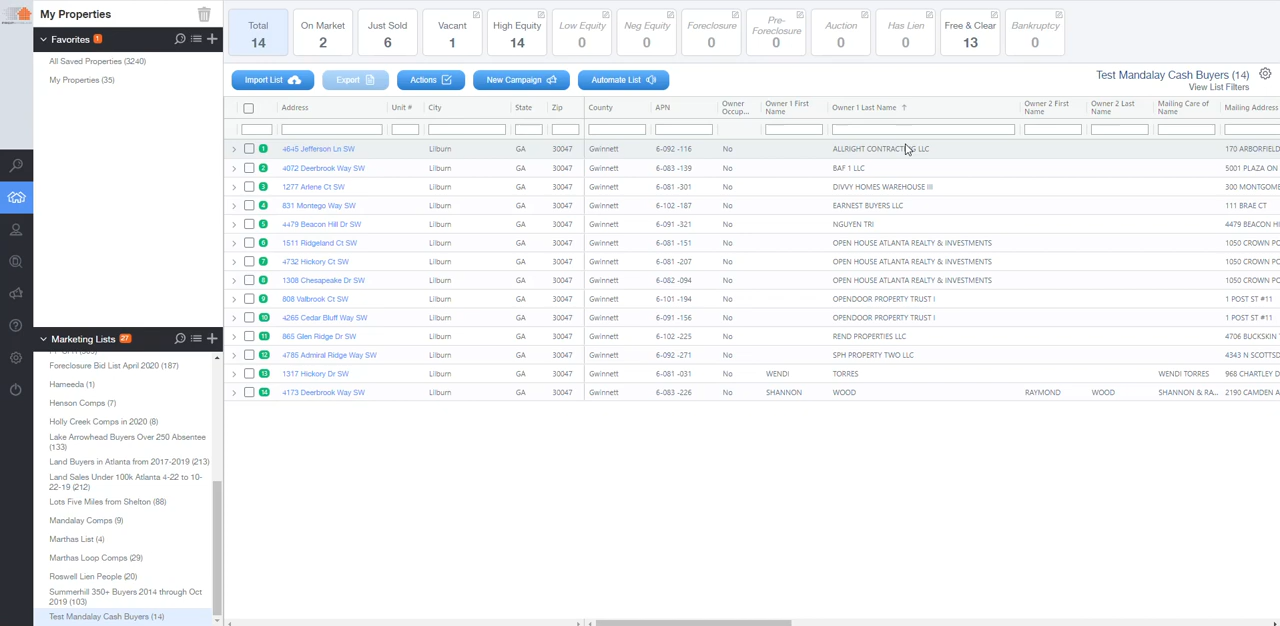 My Properties
Favorites 1
All Saved Properties (3240)
My Properties (35)
Marketing Lists 27
Foreclosure Bid List April 2020 (187)
Hameeda (1)
Henson Comps (7)
Holly Creek Comps in 2020 (8)
Lake Arrowhead Buyers Over 250 Absentee
(133)
Land Buyers in Atlanta from 2017-2019 (213)
Land Sales Under 100k Atlanta 4-22 to 10-
22-19 (212)
Lots Five Miles from Shelton (88)
Mandalay Comps (9)
Marthas List (4)
Marthas Loop Comps (29)
Roswell Lien People (20)
Summerhill 350+ Buyers 2014 through Oct
2019 (103)
Test Mandalay Cash Buyers (14)
Total 14
On Market 2
Just Sold 6
Vacant 1
High Equity 14
Low Equity 0
Neg Equity 0
Foreclosure 0
Pre-Foreclosure 0
Auction 0
Has Lien 0
Free & Clear 13
Bankruptcy 0
Import List Export Actions New Campaign Automate List
Test Mandalay Cash Buyers (14)
View List Filters
Address Unit # City State Zip County APN Owner Occup... Owner 1 First Name Owner 1 Last Name Owner 2 First Name Owner 2 Last Name Mailing Care of Name Mailing Address
1 4645 Jefferson Ln SW Lilburn GA 30047 Gwinnett 6-092 -116 No ALLRIGHT CONTRACTING LLC 170 ARBORFIELD
2 4072 Deerbrook Way SW Lilburn GA 30047 Gwinnett 6-083 -139 No BAF 1 LLC 5001 PLAZA ON
3 1277 Arlene Ct SW Lilburn GA 30047 Gwinnett 6-081 -301 No DIVVY HOMES WAREHOUSE III 300 MONTGOME
4 831 Montego Way SW Lilburn GA 30047 Gwinnett 6-102 -187 No EARNEST BUYERS LLC 111 BRAE CT
5 4479 Beacon Hill Dr SW Lilburn GA 30047 Gwinnett 6-091 -321 No NGUYEN TRI 4479 BEACON HI
6 1511 Ridgeland Ct SW Lilburn GA 30047 Gwinnett 6-081 -151 No OPEN HOUSE ATLANTA REALTY & INVESTMENTS 1050 CROWN PO
7 4732 Hickory Ct SW Lilburn GA 30047 Gwinnett 6-081 -207 No OPEN HOUSE ATLANTA REALTY & INVESTMENTS 1050 CROWN PO
8 1308 Chesapeake Dr SW Lilburn GA 30047 Gwinnett 6-082 -094 No OPEN HOUSE ATLANTA REALTY & INVESTMENTS 1050 CROWN PO
9 808 Valbrook Ct SW Lilburn GA 30047 Gwinnett 6-101 -194 No OPENDOOR PROPERTY TRUST I 1 POST ST #11
10 4265 Cedar Bluff Way SW Lilburn GA 30047 Gwinnett 6-091 -156 No OPENDOOR PROPERTY TRUST I 1 POST ST #11
11 865 Glen Ridge Dr SW Lilburn GA 30047 Gwinnett 6-102 -225 No REND PROPERTIES LLC 4706 BUCKSKIN
12 4785 Admiral Ridge Way SW Lilburn GA 30047 Gwinnett 6-092 -271 No SPH PROPERTY TWO LLC 4343 N SCOTTSD
13 1317 Hickory Dr SW Lilburn GA 30047 Gwinnett 6-081 -031 No WENDI TORRES WENDI TORRES 968 CHARTLEY D
14 4173 Deerbrook Way SW Lilburn GA 30047 Gwinnett 6-083 -226 No SHANNON WOOD RAYMOND WOOD SHANNON & RA... 2190 CAMDEN A